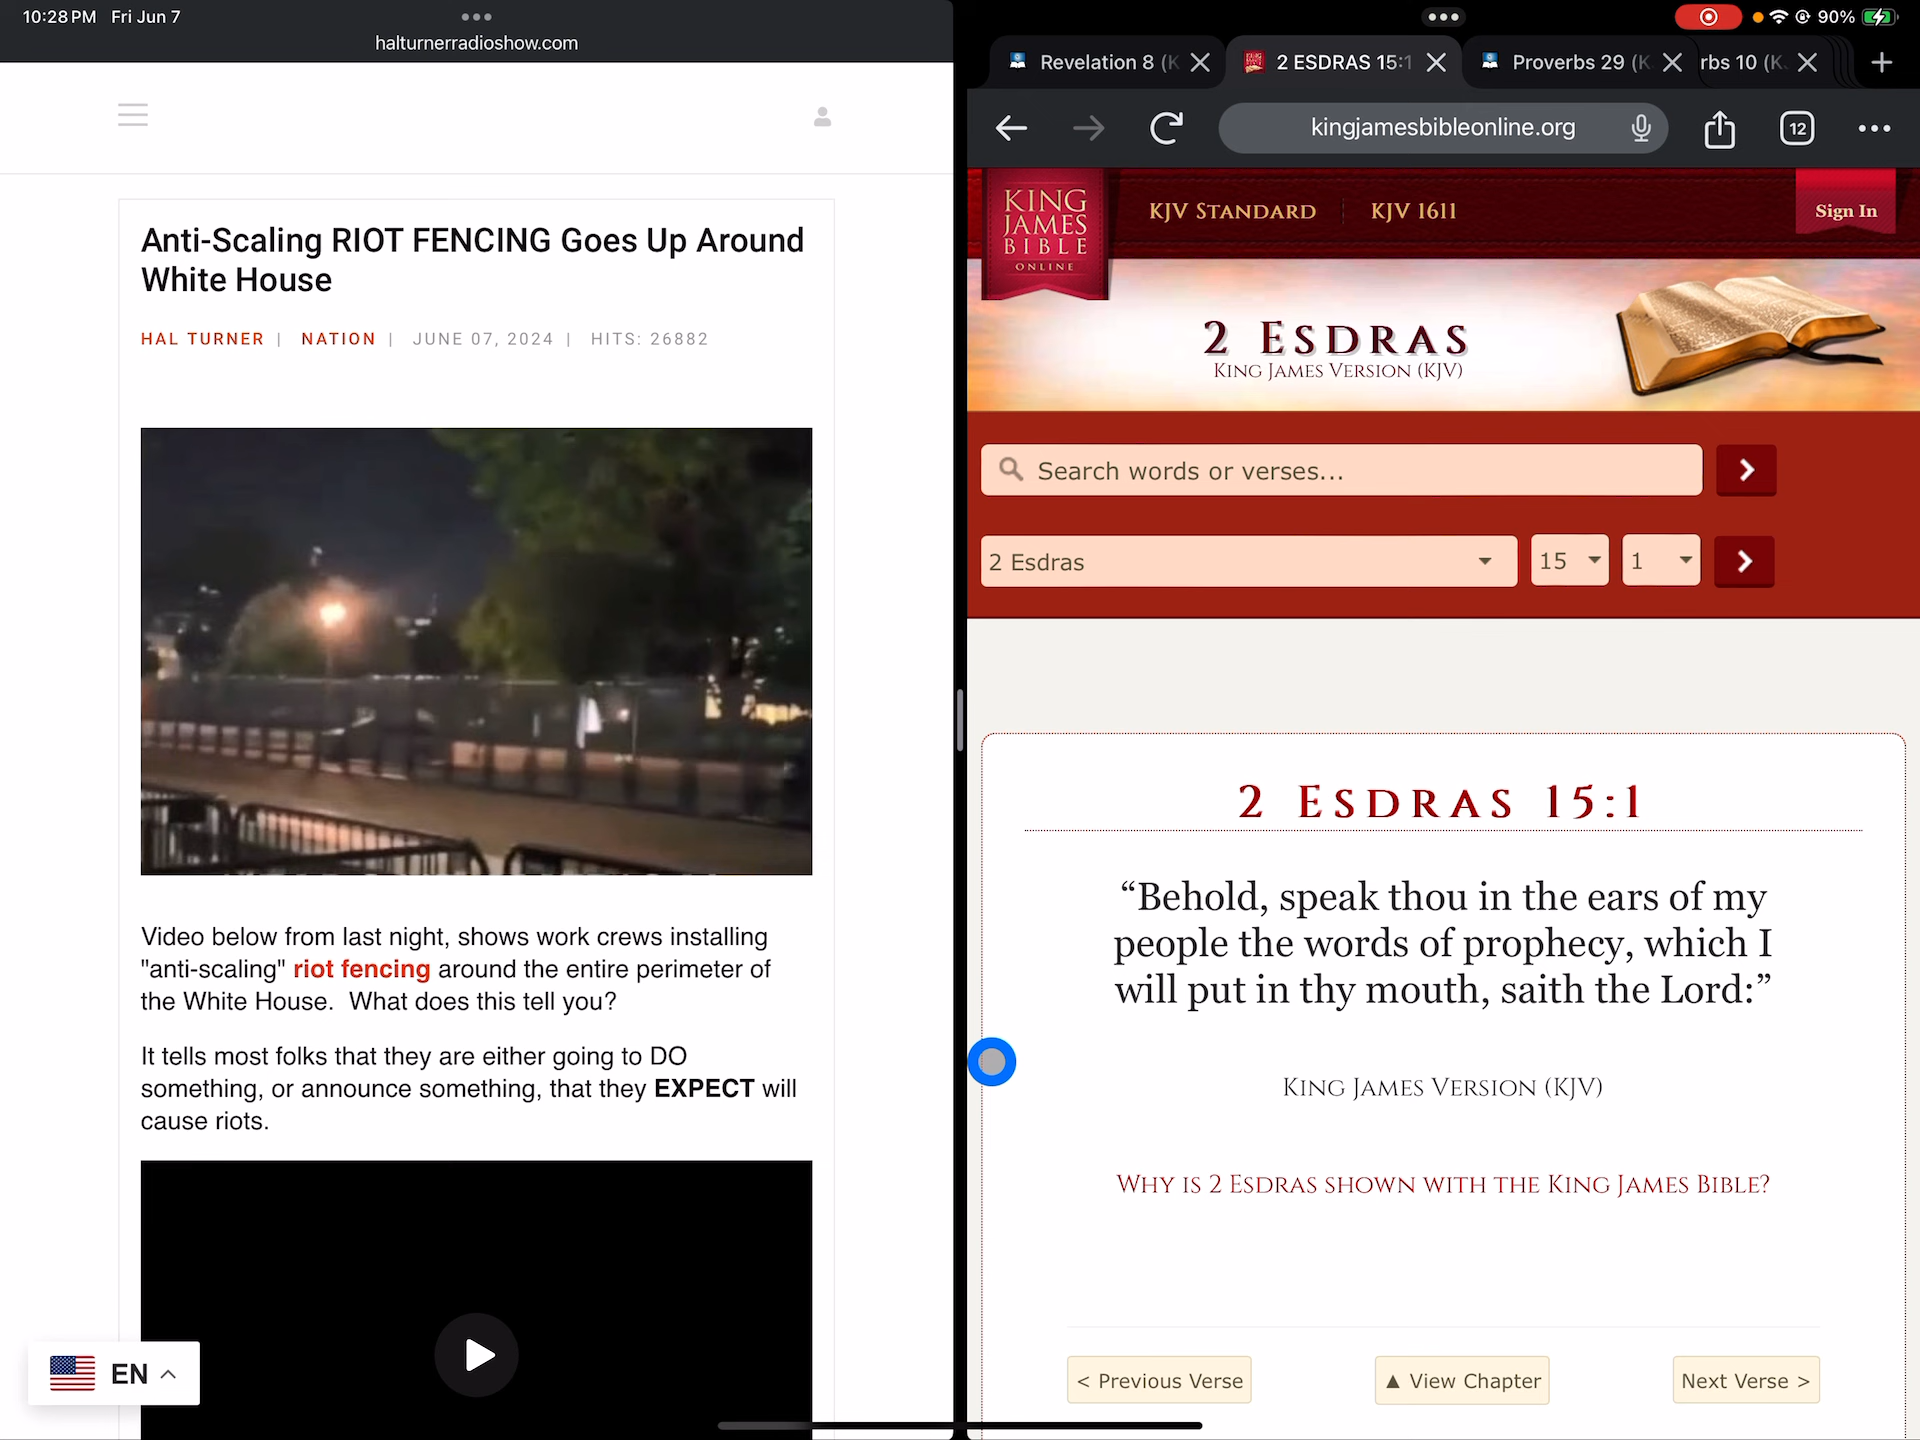 10:28 PM Fri Jun 7
halturnerradioshow.com
Anti-Scaling RIOT FENCING Goes Up Around
White House
HAL TURNER | NATION | JUNE 07, 2024 | HITS: 26882
Video below from last night, shows work crews installing
"anti-scaling" riot fencing around the entire perimeter of
the White House. What does this tell you?
It tells most folks that they are either going to DO
something, or announce something, that they EXPECT will
cause riots.
EN
90%
Revelation 8 (K
2 ESDRAS 15:1
Proverbs 29 (K
rbs 10 (K
kingjamesbibleonline.org
12
KING
JAMES
BIBLE
ONLINE
KJV STANDARD
KJV 1611
Sign In
2 ESDRAS
KING JAMES VERSION (KJV)
Search words or verses...
2 Esdras
15
1
2 ESDRAS 15:1
“Behold, speak thou in the ears of my
people the words of prophecy, which I
will put in thy mouth, saith the Lord:”
KING JAMES VERSION (KJV)
WHY IS 2 ESDRAS SHOWN WITH THE KING JAMES BIBLE?
< Previous Verse
▲ View Chapter
Next Verse >